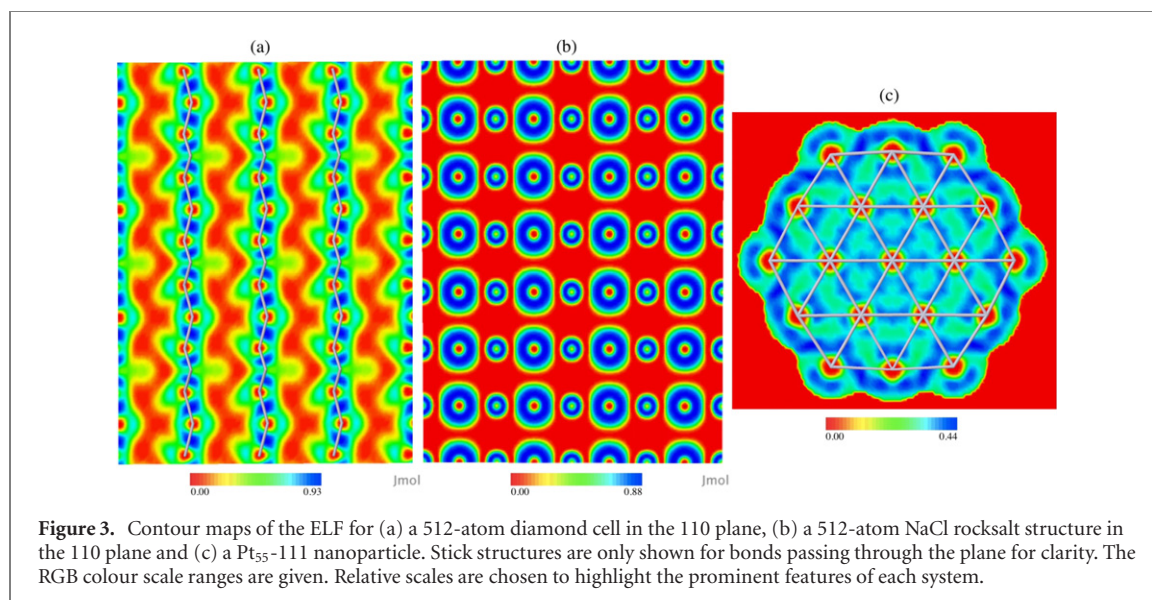 (a)
(b)
(c)
0.00 0.93
Jmol
0.00 0.88
Jmol
0.00 0.44
Figure 3. Contour maps of the ELF for (a) a 512-atom diamond cell in the 110 plane, (b) a 512-atom NaCl rocksalt structure in
the 110 plane and (c) a Pt₅₅-111 nanoparticle. Stick structures are only shown for bonds passing through the plane for clarity. The
RGB colour scale ranges are given. Relative scales are chosen to highlight the prominent features of each system.